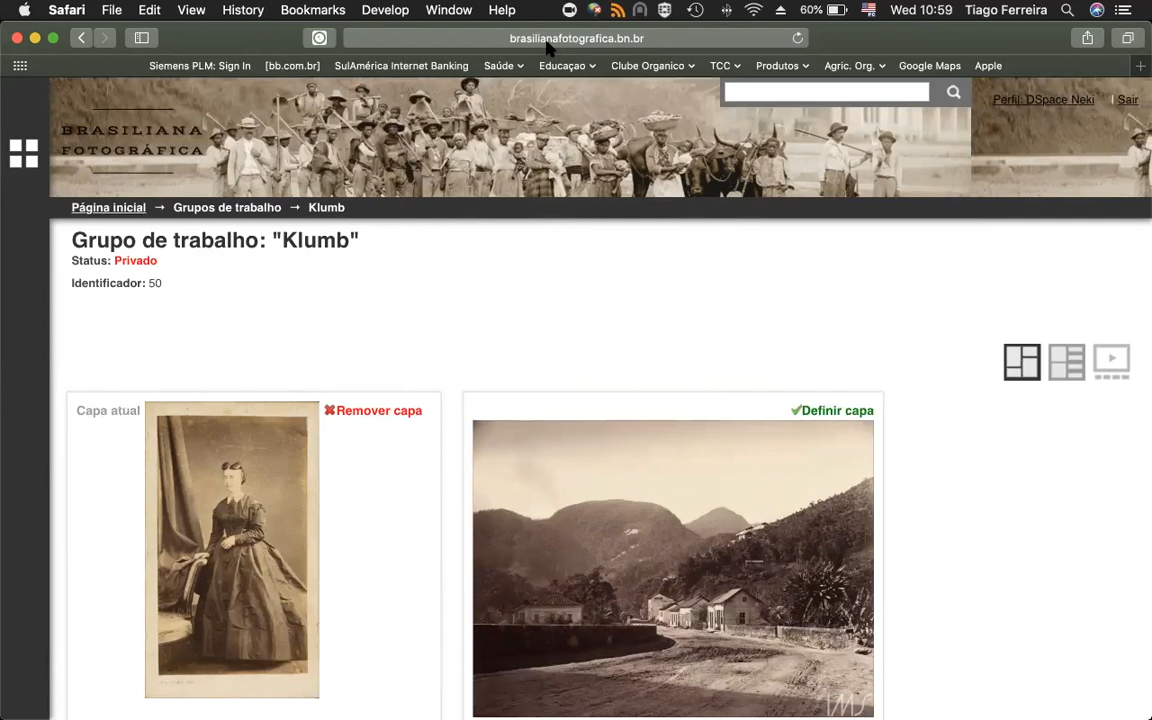 Safari File Edit View History Bookmarks Develop Window Help 60% Wed 10:59 Tiago Ferreira
brasilianafotografica.bn.br
Siemens PLM: Sign In [bb.com.br] SulAmérica Internet Banking Saúde Educaçao Clube Organico TCC Produtos Agric. Org. Google Maps Apple
BRASILIANA
FOTOGRÁFICA
Perfil: DSpace Neki | Sair
Página inicial → Grupos de trabalho → Klumb
Grupo de trabalho: "Klumb"
Status: Privado
Identificador: 50
Capa atual Remover capa
Definir capa
IMS